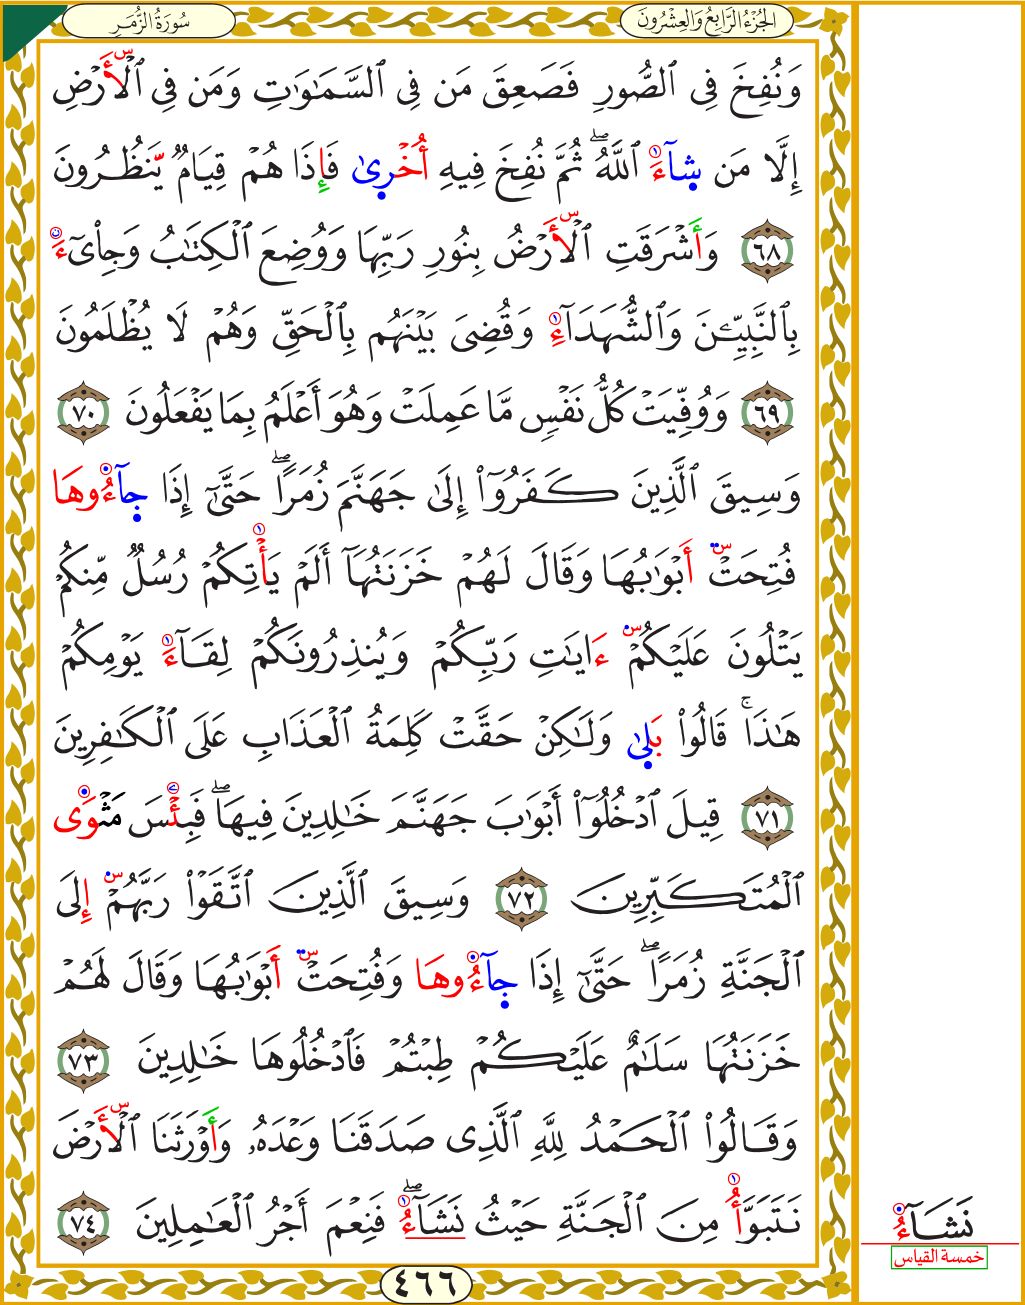 سُورَةُ الزُّمَرِ
الجُزْءُ الرَّابِعُ وَالعِشْرُونَ
وَنُفِخَ فِى ٱلصُّورِ فَصَعِقَ مَن فِى ٱلسَّمَٰوَٰتِ وَمَن فِى ٱلْأَرْضِ
إِلَّا مَن شَآءَ ٱللَّهُ ۖ ثُمَّ نُفِخَ فِيهِ أُخْرَىٰ فَإِذَا هُمْ قِيَامٌ يَنظُرُونَ
٦٨ وَأَشْرَقَتِ ٱلْأَرْضُ بِنُورِ رَبِّهَا وَوُضِعَ ٱلْكِتَٰبُ وَجِا۟ىٓءَ
بِٱلنَّبِيِّـۧنَ وَٱلشُّهَدَآءِ وَقُضِىَ بَيْنَهُم بِٱلْحَقِّ وَهُمْ لَا يُظْلَمُونَ
٦٩ وَوُفِّيَتْ كُلُّ نَفْسٍ مَّا عَمِلَتْ وَهُوَ أَعْلَمُ بِمَا يَفْعَلُونَ ٧٠
وَسِيقَ ٱلَّذِينَ كَفَرُوٓا۟ إِلَىٰ جَهَنَّمَ زُمَرًا ۖ حَتَّىٰٓ إِذَا جَآءُوهَا
فُتِحَتْ أَبْوَٰبُهَا وَقَالَ لَهُمْ خَزَنَتُهَآ أَلَمْ يَأْتِكُمْ رُسُلٌ مِّنكُمْ
يَتْلُونَ عَلَيْكُمْ ءَايَٰتِ رَبِّكُمْ وَيُنذِرُونَكُمْ لِقَآءَ يَوْمِكُمْ
هَٰذَا ۚ قَالُوا۟ بَلَىٰ وَلَٰكِنْ حَقَّتْ كَلِمَةُ ٱلْعَذَابِ عَلَى ٱلْكَٰفِرِينَ
٧١ قِيلَ ٱدْخُلُوٓا۟ أَبْوَٰبَ جَهَنَّمَ خَٰلِدِينَ فِيهَا ۖ فَبِئْسَ مَثْوَى
ٱلْمُتَكَبِّرِينَ ٧٢ وَسِيقَ ٱلَّذِينَ ٱتَّقَوْا۟ رَبَّهُمْ إِلَى
ٱلْجَنَّةِ زُمَرًا ۖ حَتَّىٰٓ إِذَا جَآءُوهَا وَفُتِحَتْ أَبْوَٰبُهَا وَقَالَ لَهُمْ
خَزَنَتُهَا سَلَٰمٌ عَلَيْكُمْ طِبْتُمْ فَٱدْخُلُوهَا خَٰلِدِينَ ٧٣
وَقَالُوا۟ ٱلْحَمْدُ لِلَّهِ ٱلَّذِى صَدَقَنَا وَعْدَهُۥ وَأَوْرَثَنَا ٱلْأَرْضَ
نَتَبَوَّأُ مِنَ ٱلْجَنَّةِ حَيْثُ نَشَآءُ ۖ فَنِعْمَ أَجْرُ ٱلْعَٰمِلِينَ ٧٤
نَشَآءُ
خمسة القياس
٤٦٦